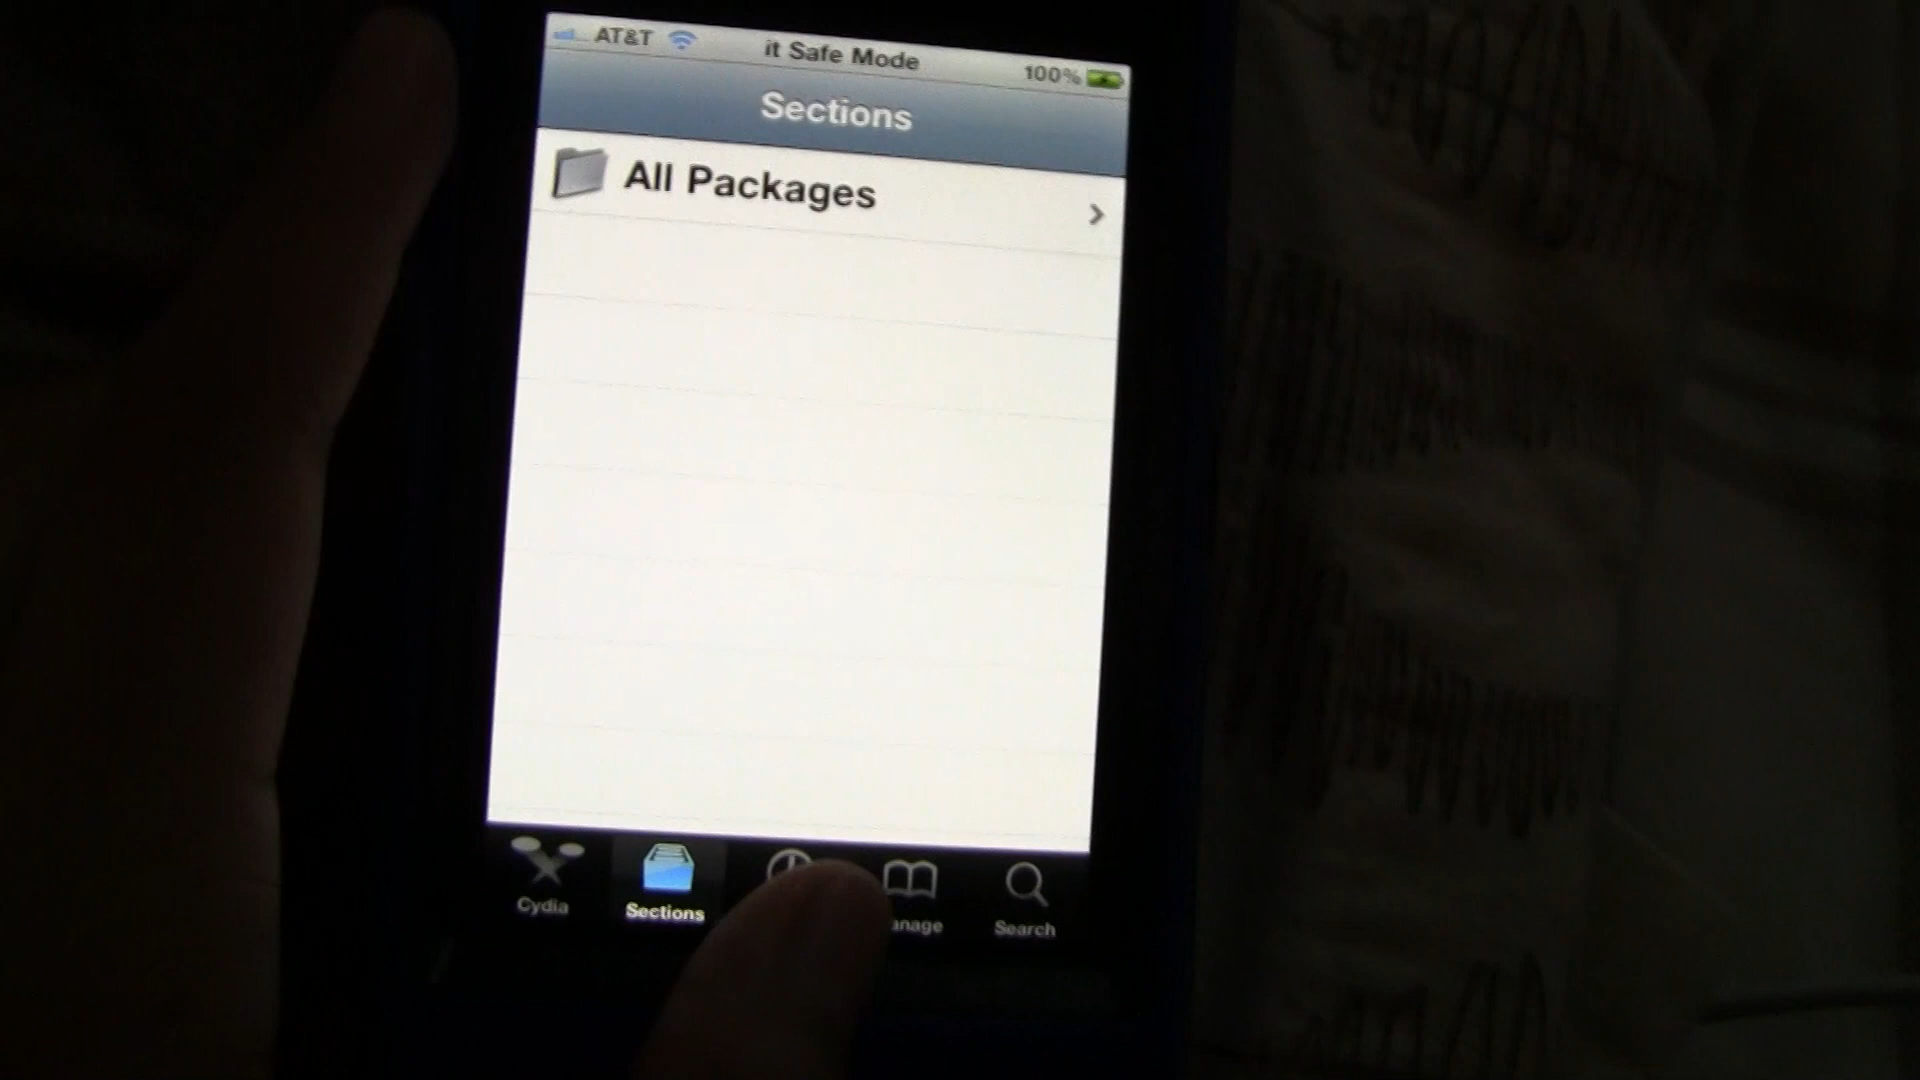 AT&T it Safe Mode 100%
Sections
All Packages
Cydia Sections anage Search